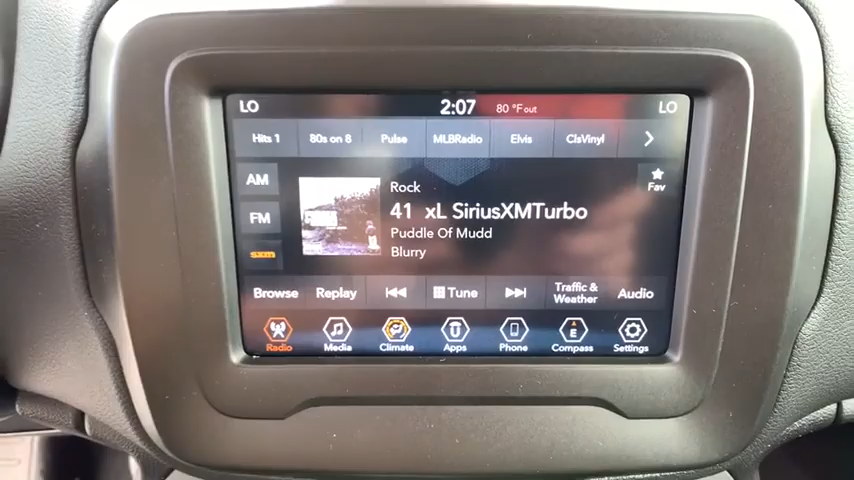 LO 2:07 80 °F out LO
Hits 1 80s on 8 Pulse MLBRadio Elvis ClsVinyl
AM
FM
sxm
Rock
41 xL SiriusXMTurbo
Puddle Of Mudd
Blurry
Fav
Browse Replay Tune Traffic & Weather Audio
Radio Media Climate Apps Phone E Compass Settings